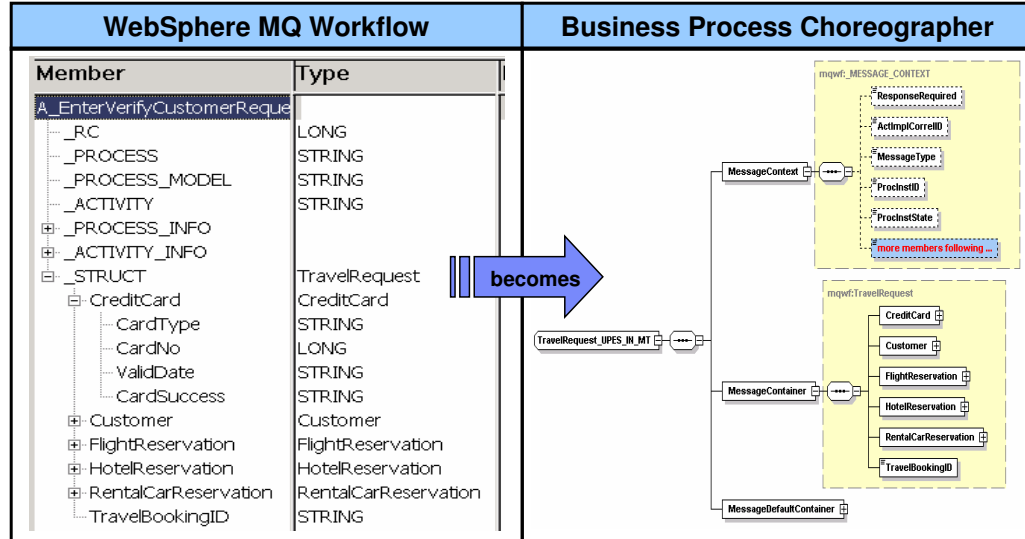 WebSphere MQ Workflow
Business Process Choreographer
Member Type
A_EnterVerifyCustomerReque
_RC LONG
_PROCESS STRING
_PROCESS_MODEL STRING
_ACTIVITY STRING
_PROCESS_INFO
_ACTIVITY_INFO
_STRUCT TravelRequest
CreditCard CreditCard
CardType STRING
CardNo LONG
ValidDate STRING
CardSuccess STRING
Customer Customer
FlightReservation FlightReservation
HotelReservation HotelReservation
RentalCarReservation RentalCarReservation
TravelBookingID STRING
becomes
mqwf:_MESSAGE_CONTEXT
ResponseRequired
ActImplCorrelID
MessageType
MessageContext
ProcInstID
ProcInstState
more members following ...
mqwf:TravelRequest
CreditCard
TravelRequest_UPES_IN_MT
Customer
FlightReservation
MessageContainer
HotelReservation
RentalCarReservation
TravelBookingID
MessageDefaultContainer